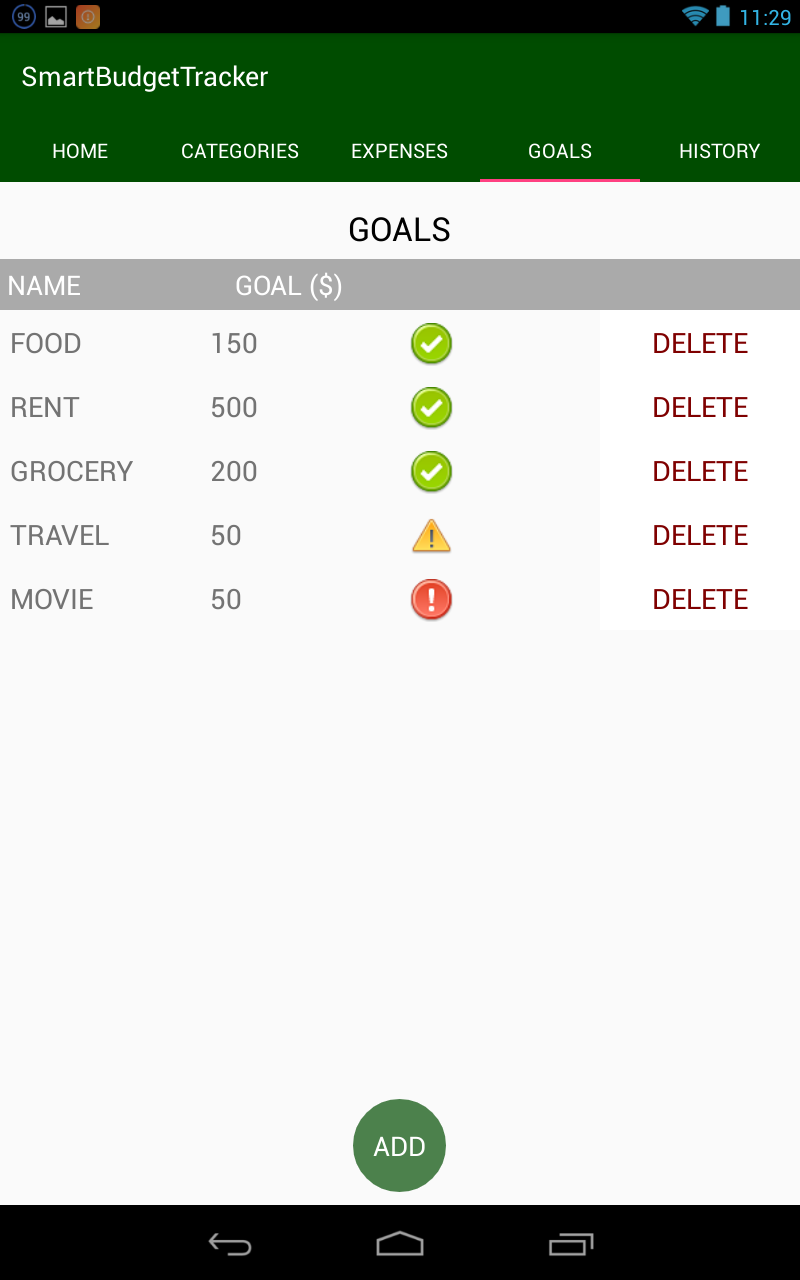 99 11:29
SmartBudgetTracker
HOME CATEGORIES EXPENSES GOALS HISTORY
GOALS
NAME GOAL ($)
FOOD 150 DELETE
RENT 500 DELETE
GROCERY 200 DELETE
TRAVEL 50 DELETE
MOVIE 50 DELETE
ADD